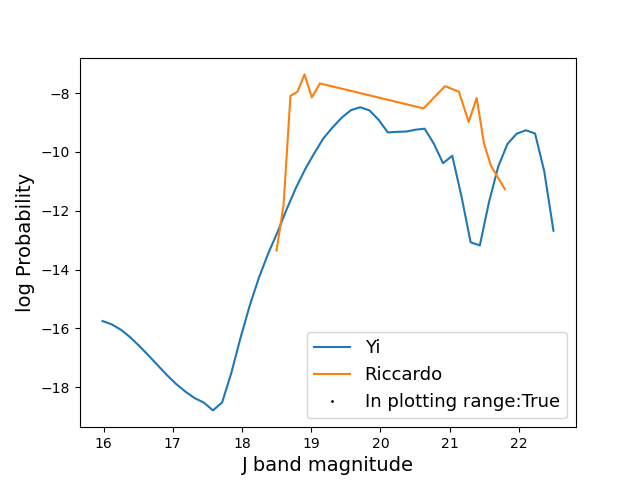 −8
−10
−12
−14
−16
−18
log Probability
16 17 18 19 20 21 22
J band magnitude
Yi
Riccardo
In plotting range:True